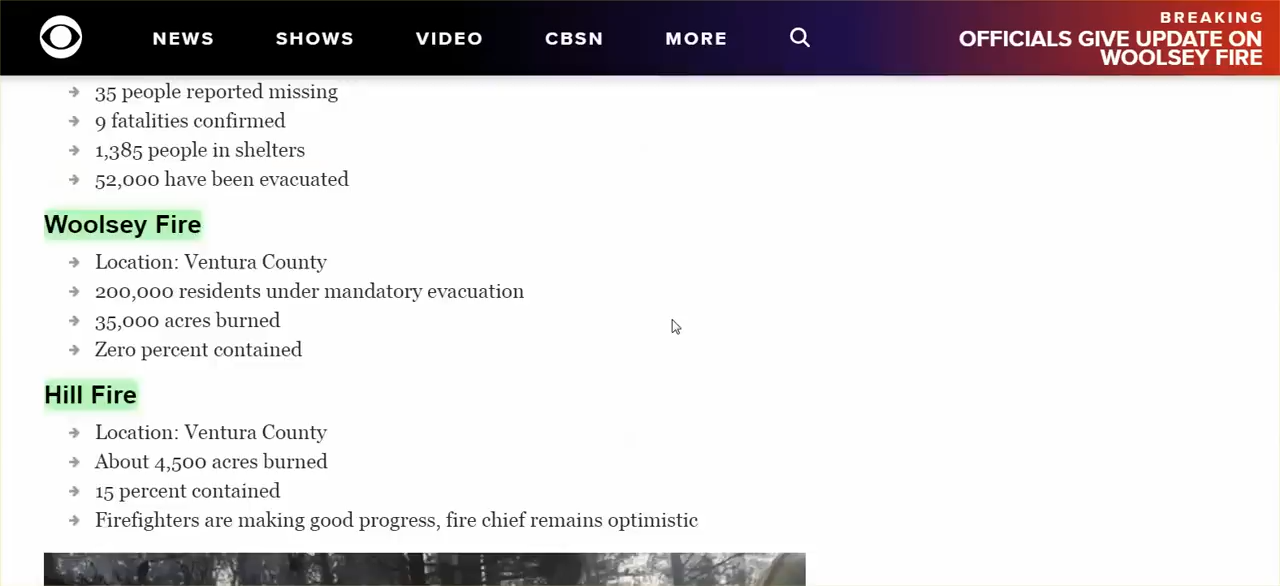 NEWS SHOWS VIDEO CBSN MORE
BREAKING
OFFICIALS GIVE UPDATE ON
WOOLSEY FIRE
35 people reported missing
9 fatalities confirmed
1,385 people in shelters
52,000 have been evacuated
Woolsey Fire
Location: Ventura County
200,000 residents under mandatory evacuation
35,000 acres burned
Zero percent contained
Hill Fire
Location: Ventura County
About 4,500 acres burned
15 percent contained
Firefighters are making good progress, fire chief remains optimistic